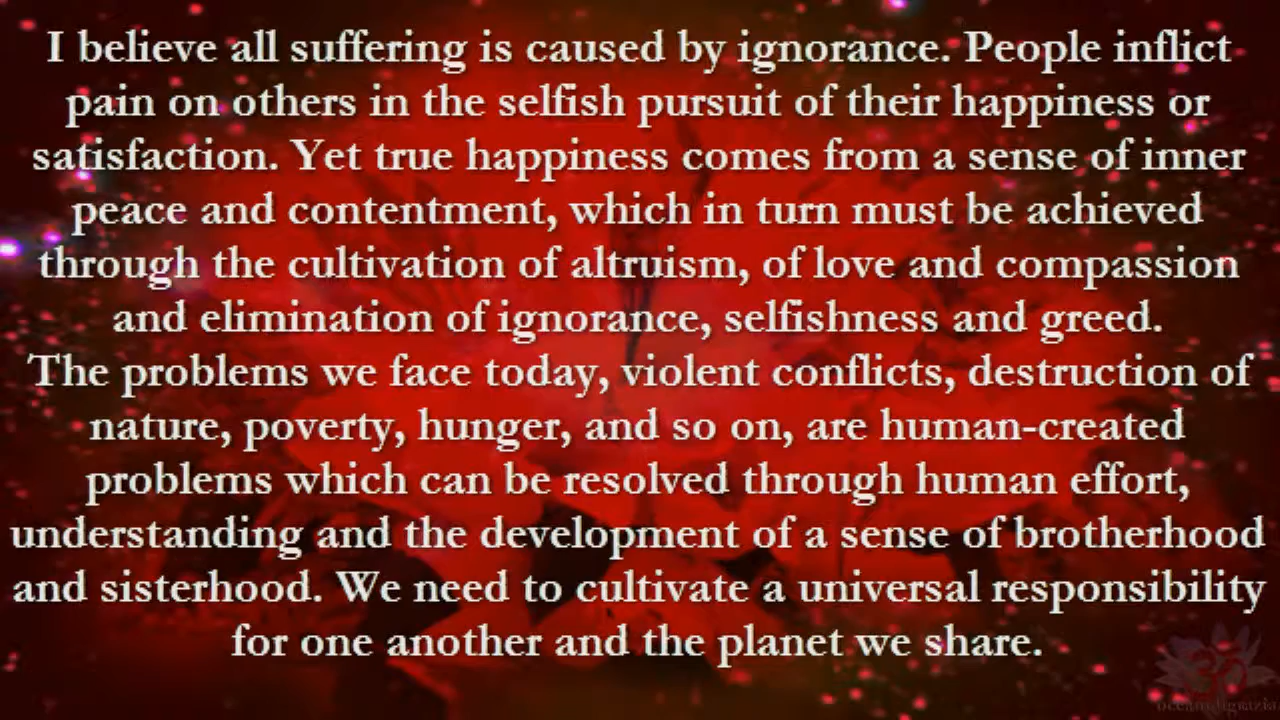 I believe all suffering is caused by ignorance. People inflict
pain on others in the selfish pursuit of their happiness or
satisfaction. Yet true happiness comes from a sense of inner
peace and contentment, which in turn must be achieved
through the cultivation of altruism, of love and compassion
and elimination of ignorance, selfishness and greed.
The problems we face today, violent conflicts, destruction of
nature, poverty, hunger, and so on, are human-created
problems which can be resolved through human effort,
understanding and the development of a sense of brotherhood
and sisterhood. We need to cultivate a universal responsibility
for one another and the planet we share.